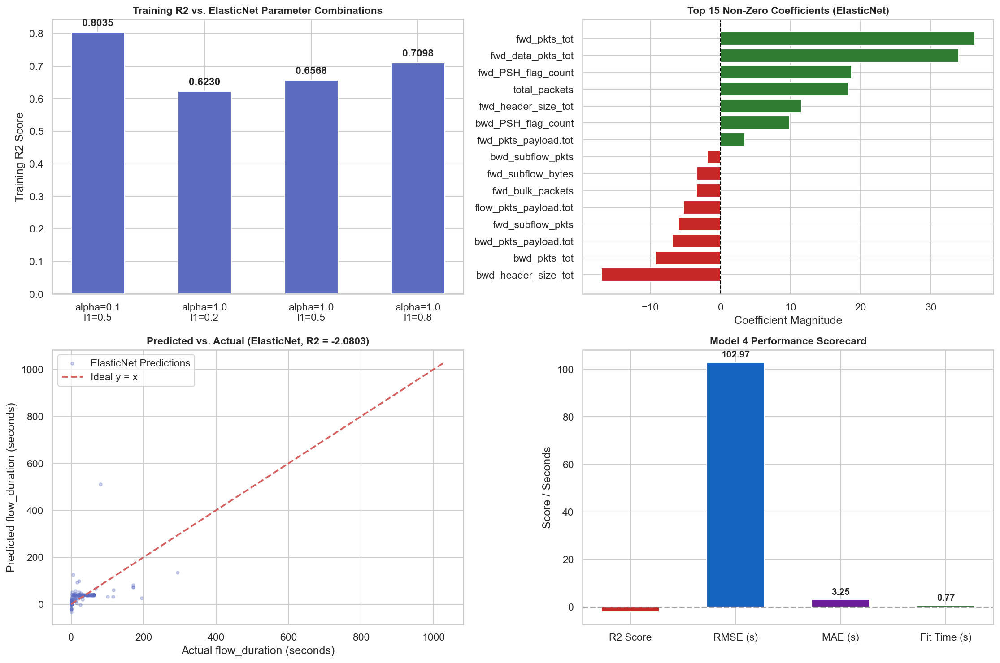 Training R2 vs. ElasticNet Parameter Combinations
0.8035
0.6230
0.6568
0.7098
Training R2 Score
0.8
0.7
0.6
0.5
0.4
0.3
0.2
0.1
0.0
alpha=0.1
l1=0.5
alpha=1.0
l1=0.2
alpha=1.0
l1=0.5
alpha=1.0
l1=0.8
Top 15 Non-Zero Coefficients (ElasticNet)
fwd_pkts_tot
fwd_data_pkts_tot
fwd_PSH_flag_count
total_packets
fwd_header_size_tot
bwd_PSH_flag_count
fwd_pkts_payload.tot
bwd_subflow_pkts
fwd_subflow_bytes
fwd_bulk_packets
flow_pkts_payload.tot
fwd_subflow_pkts
bwd_pkts_payload.tot
bwd_pkts_tot
bwd_header_size_tot
−10 0 10 20 30
Coefficient Magnitude
Predicted vs. Actual (ElasticNet, R2 = -2.0803)
ElasticNet Predictions
Ideal y = x
Predicted flow_duration (seconds)
1000
800
600
400
200
0
0 200 400 600 800 1000
Actual flow_duration (seconds)
Model 4 Performance Scorecard
102.97
3.25
0.77
Score / Seconds
100
80
60
40
20
0
R2 Score RMSE (s) MAE (s) Fit Time (s)